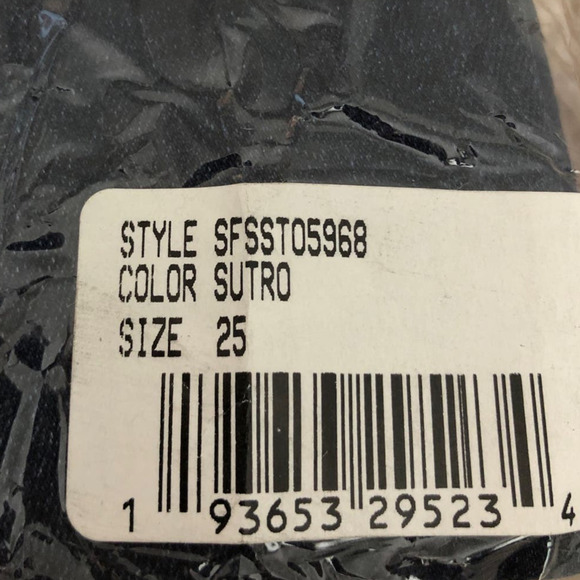 STYLE SFSST05968
COLOR SUTRO
SIZE 25
1 93653 29523 4